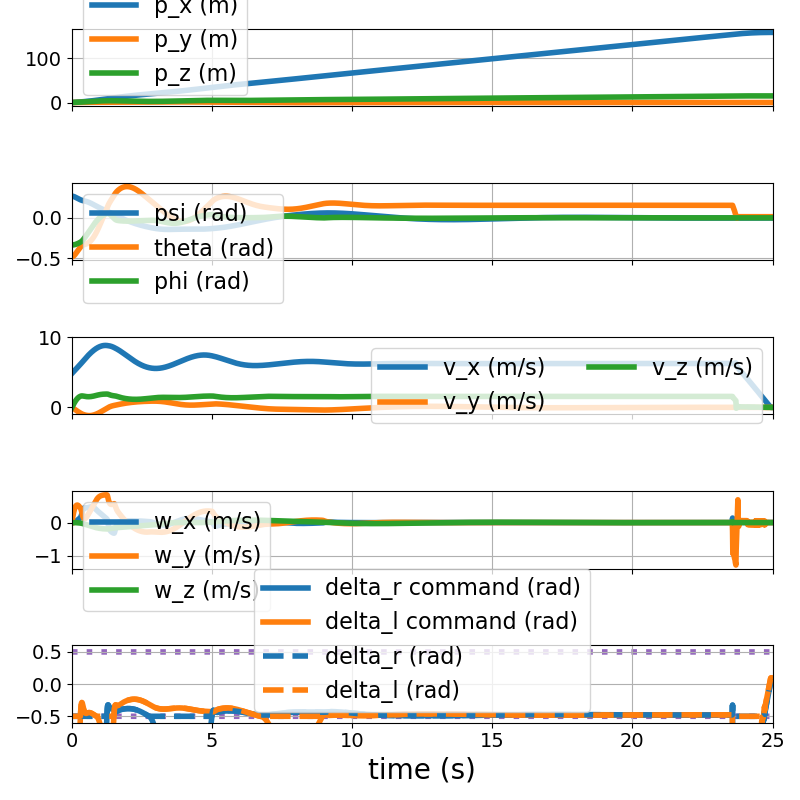 p_x (m)
p_y (m)
p_z (m)
100
0
0.0
−0.5
psi (rad)
theta (rad)
phi (rad)
10
0
v_x (m/s)
v_y (m/s)
v_z (m/s)
0
−1
w_x (m/s)
w_y (m/s)
w_z (m/s)
delta_r command (rad)
delta_l command (rad)
delta_r (rad)
delta_l (rad)
0.5
0.0
−0.5
0 5 10 15 20 25
time (s)